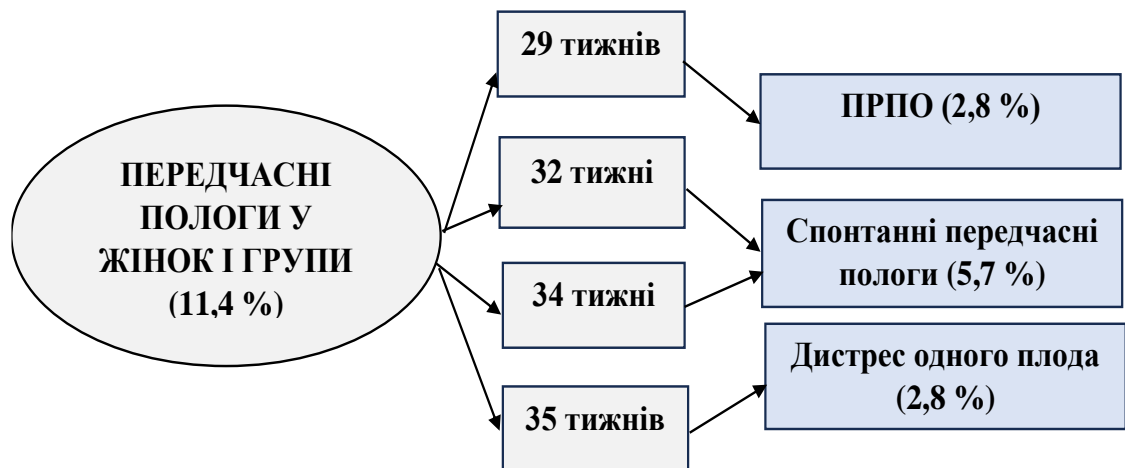 ПЕРЕДЧАСНІ
ПОЛОГИ У
ЖІНОК І ГРУПИ
(11,4 %)
29 тижнів
32 тижні
34 тижні
35 тижнів
ПРПО (2,8 %)
Спонтанні передчасні
пологи (5,7 %)
Дистрес одного плода
(2,8 %)